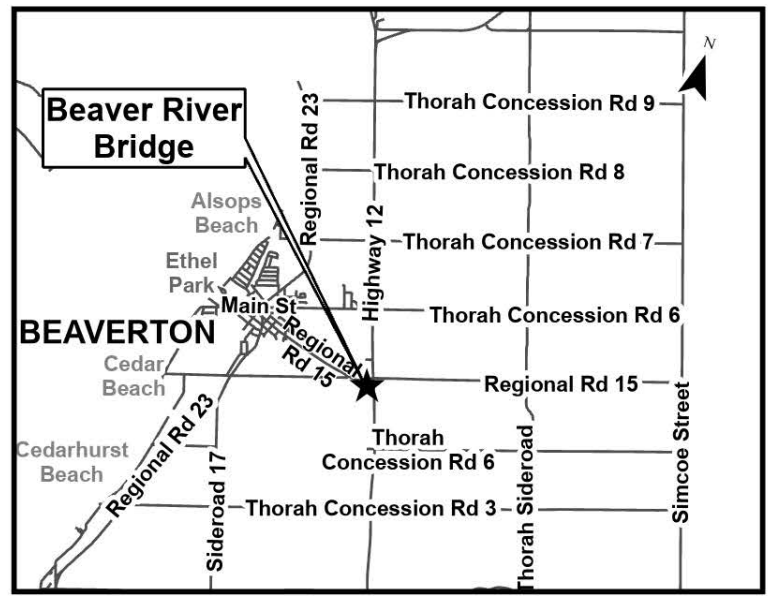 N
Beaver River
Bridge
Regional Rd 23
Thorah Concession Rd 9
Thorah Concession Rd 8
Alsops
Beach
Highway 12
Thorah Concession Rd 7
Ethel
Park
Main St
Thorah Concession Rd 6
BEAVERTON
Regional
Rd 15
Cedar
Beach
Regional Rd 15
Regional Rd 23
Simcoe Street
Thorah
Concession Rd 6
Cedarhurst
Beach
Sideroad 17
Thorah Concession Rd 3
Thorah Sideroad